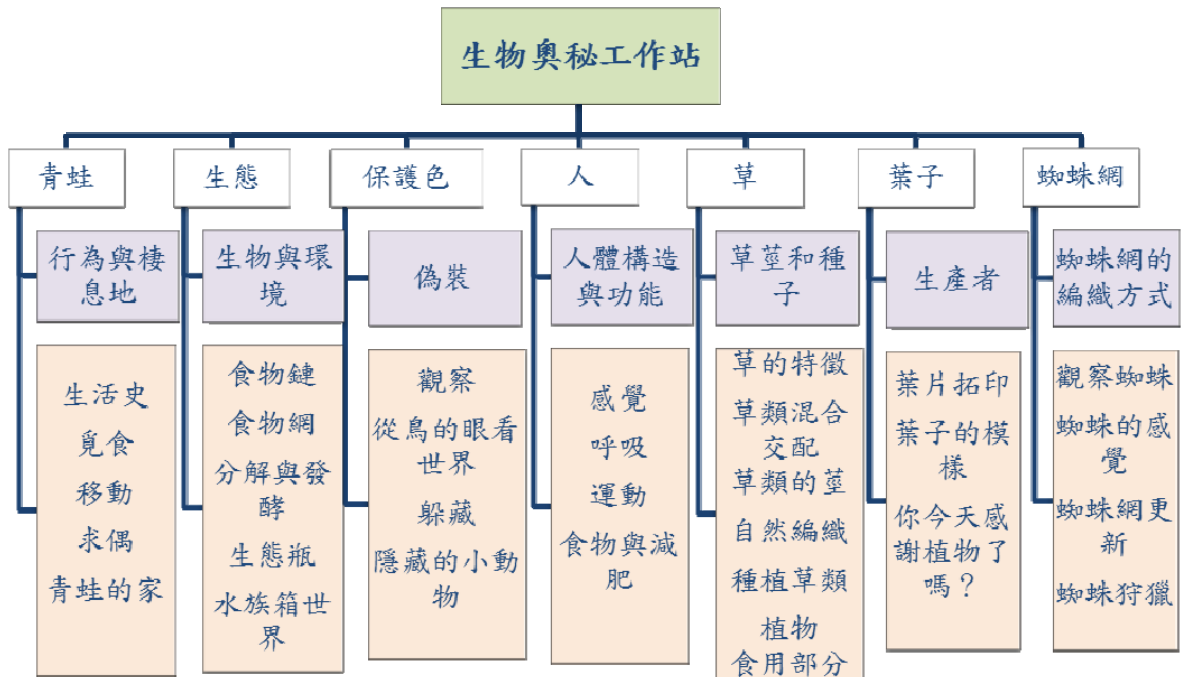 生物奧秘工作站
青蛙
生態
保護色
人
草
葉子
蜘蛛網
行為與棲
息地
生物與環
境
偽裝
人體構造
與功能
草莖和種
子
生產者
蜘蛛網的
編織方式
生活史
覓食
移動
求偶
青蛙的家
食物鏈
食物網
分解與發
酵
生態瓶
水族箱世
界
觀察
從鳥的眼看
世界
躲藏
隱藏的小動
物
感覺
呼吸
運動
食物與減
肥
草的特徵
草類混合
交配
草類的莖
自然編織
種植草類
植物
食用部分
葉片拓印
葉子的模
樣
你今天感
謝植物了
嗎？
觀察蜘蛛
蜘蛛的感
覺
蜘蛛網更
新
蜘蛛狩獵